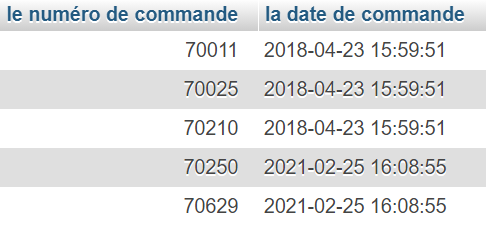 le numéro de commande la date de commande
70011 2018-04-23 15:59:51
70025 2018-04-23 15:59:51
70210 2018-04-23 15:59:51
70250 2021-02-25 16:08:55
70629 2021-02-25 16:08:55